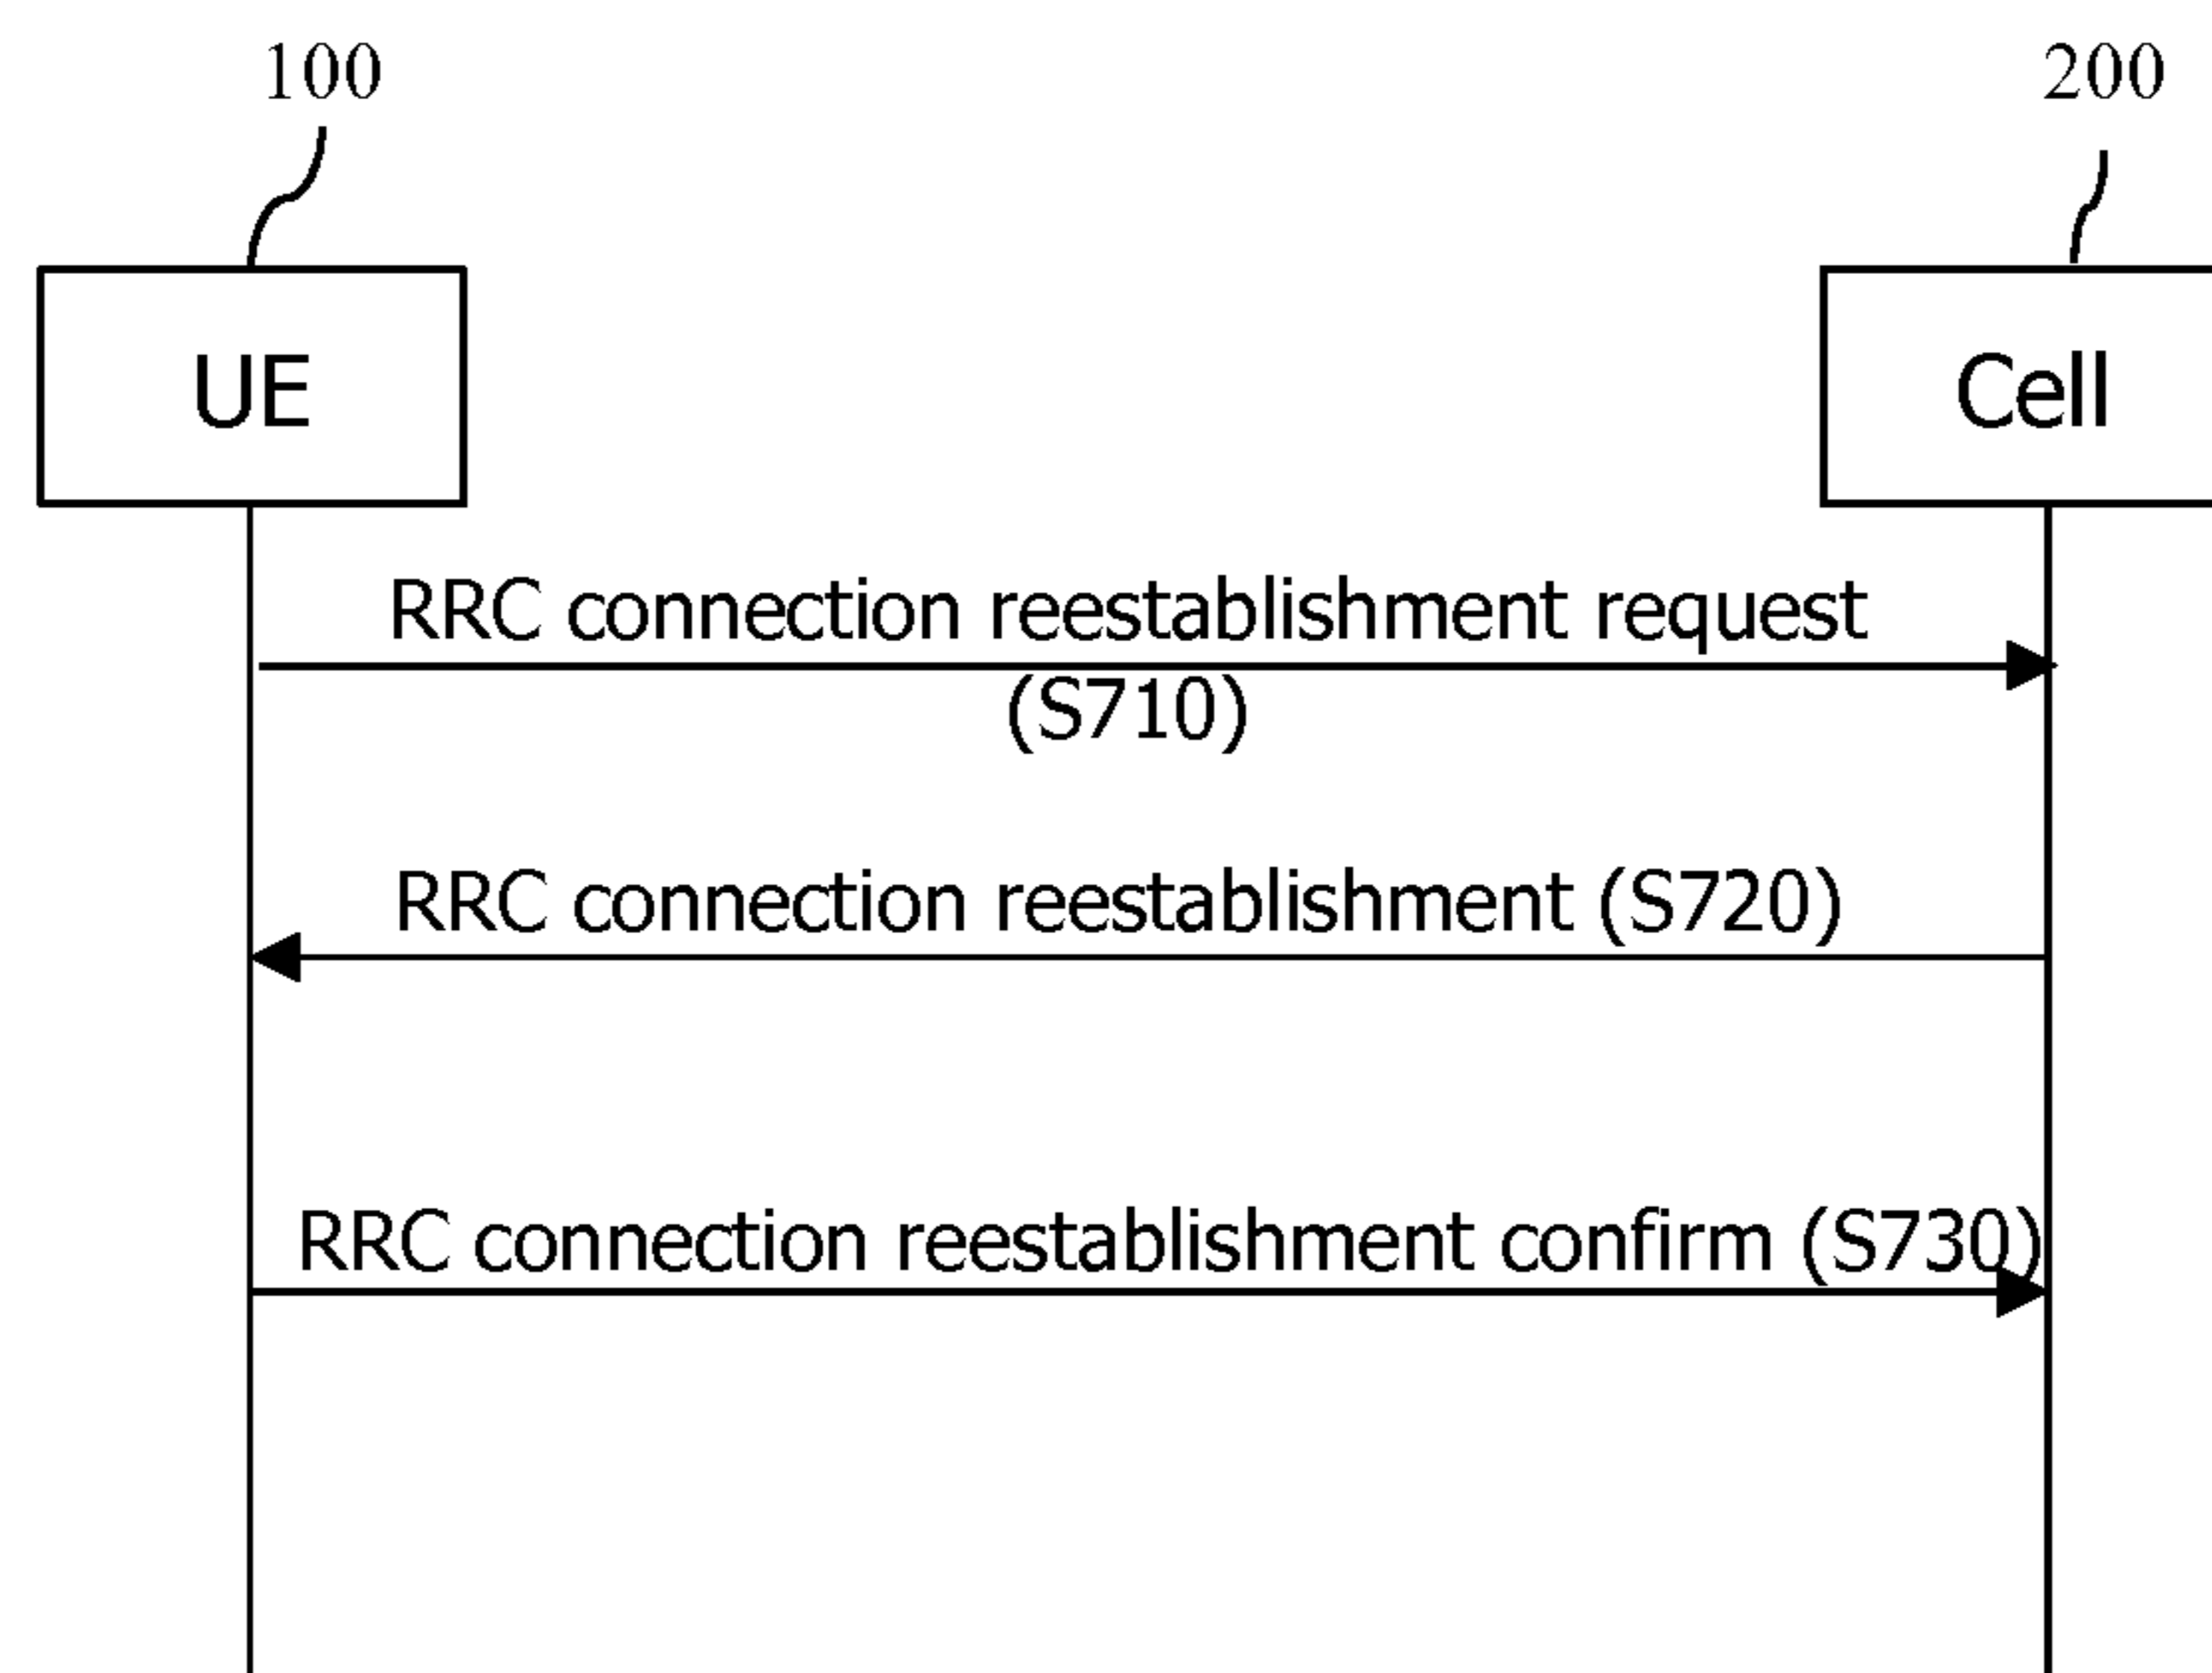 100
200
UE
Cell
RRC connection reestablishment request
(S710)
RRC connection reestablishment (S720)
RRC connection reestablishment confirm (S730)